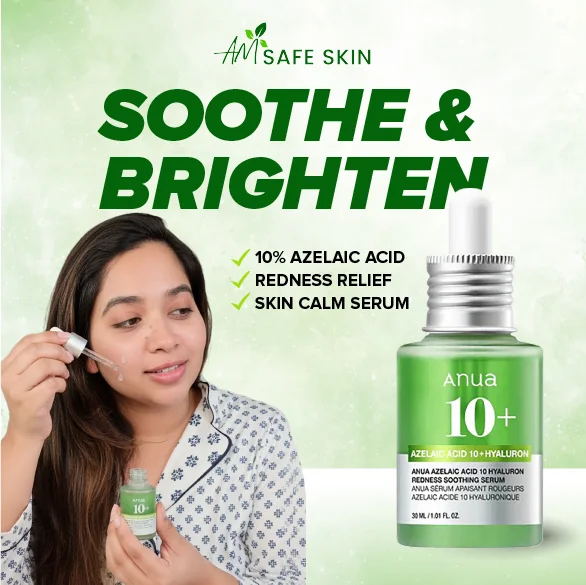 AM SAFE SKIN
SOOTHE &
BRIGHTEN
10% AZELAIC ACID
REDNESS RELIEF
SKIN CALM SERUM
Anua
10+
AZELAIC ACID 10+HYALURON
ANUA AZELAIC ACID 10 HYALURON
REDNESS SOOTHING SERUM
ANUA SÉRUM APAISANT ROUGEURS
AZELAIC ACIDE 10 HYALURONIQUE
30 ML / 1.01 FL. OZ.
Anua
10+